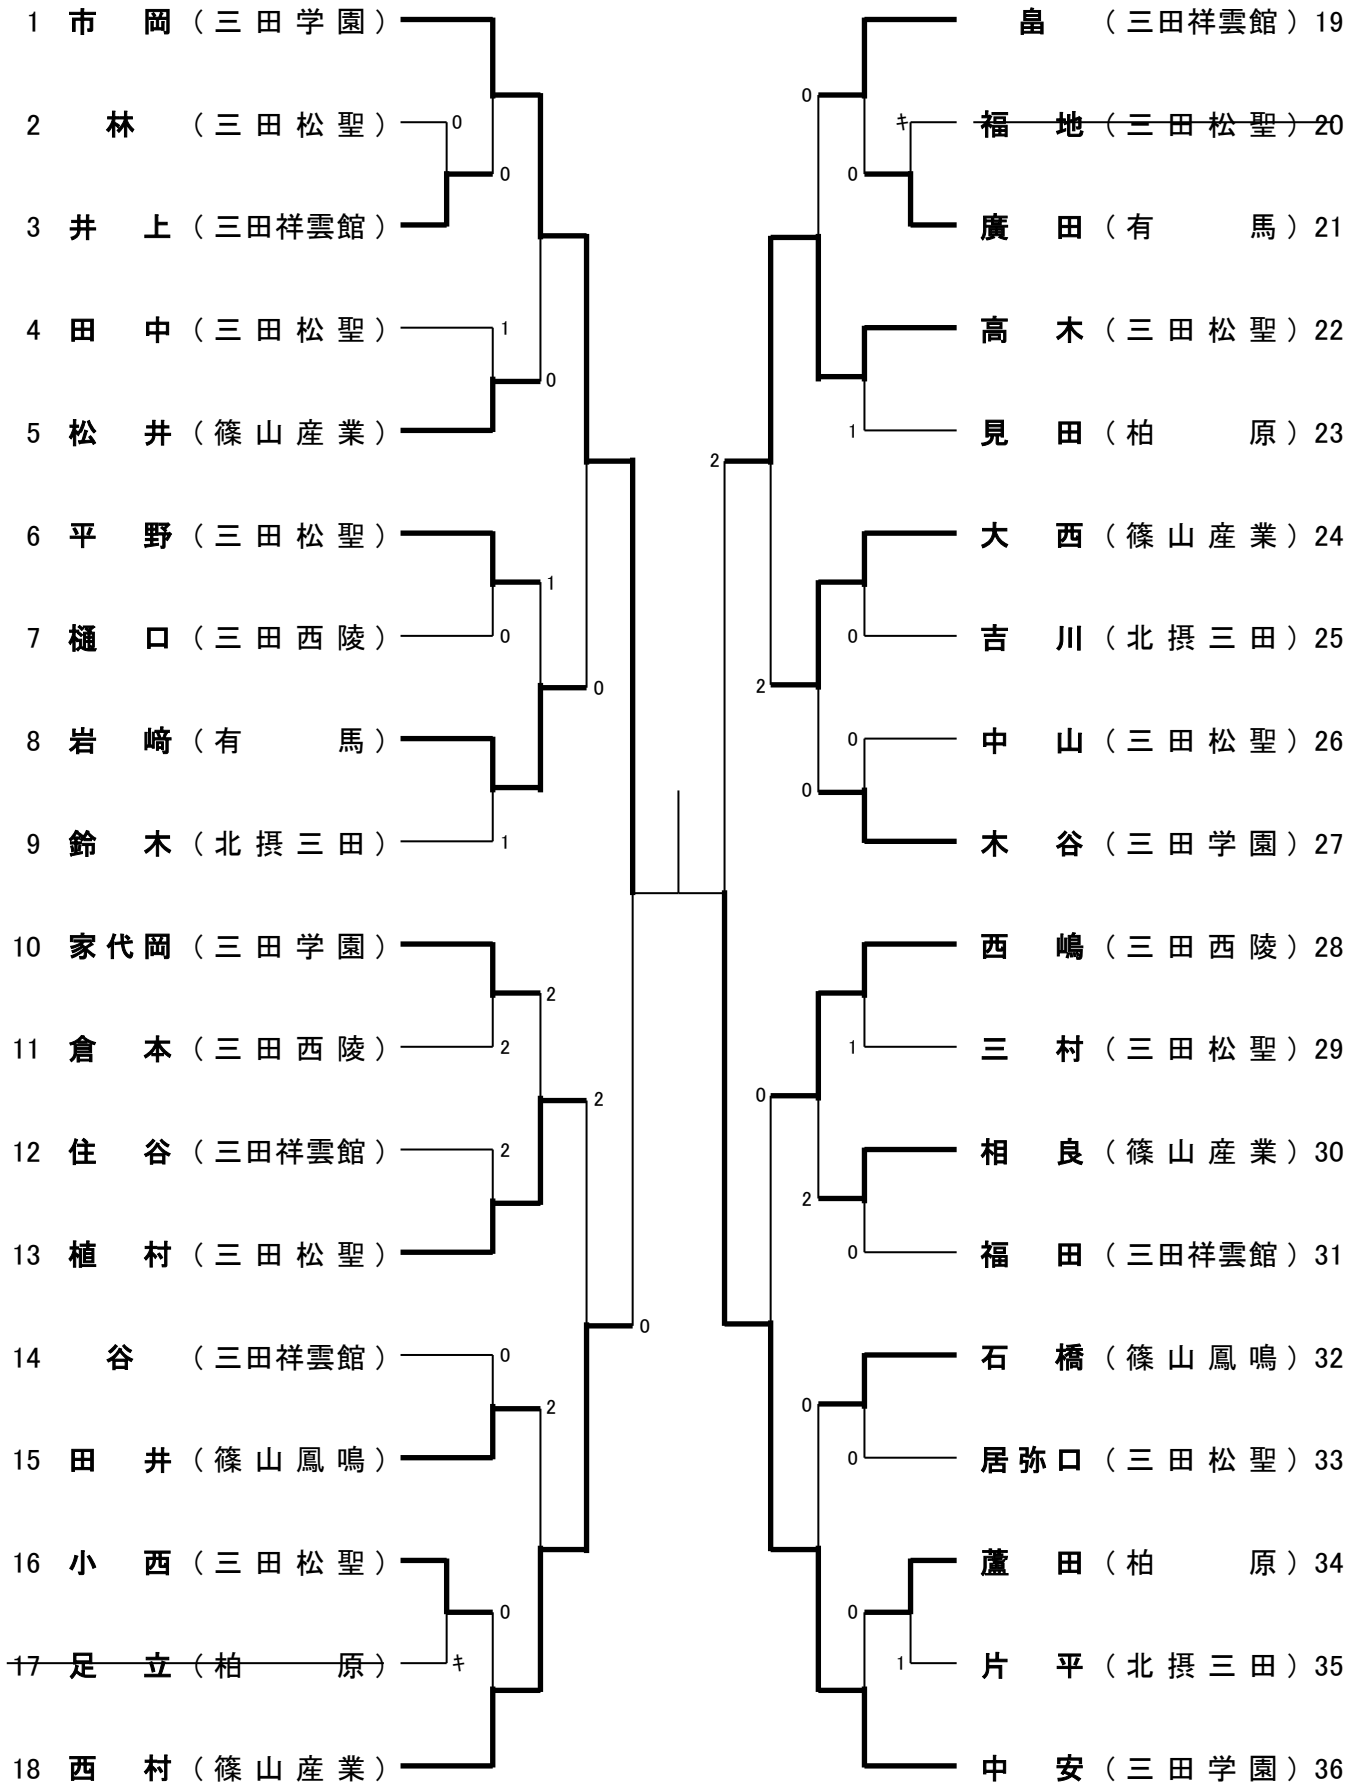 1 市 岡 （三 田 学 園）
2 林 （三 田 松 聖） 0
0
3 井 上 （三田祥雲館）
4 田 中 （三 田 松 聖） 1
0
5 松 井 （篠 山 産 業）
6 平 野 （三 田 松 聖）
1
7 樋 口 （三 田 西 陵） 0
0
8 岩 﨑 （有 馬）
9 鈴 木 （北 摂 三 田） 1
10 家代岡 （三 田 学 園）
2
11 倉 本 （三 田 西 陵） 2
2
12 住 谷 （三田祥雲館） 2
13 植 村 （三 田 松 聖）
0
14 谷 （三田祥雲館） 0
2
15 田 井 （篠 山 鳳 鳴）
16 小 西 （三 田 松 聖）
0
17 足 立 （柏 原） キ
18 西 村 （篠 山 産 業）
畠 （三田祥雲館） 19
0
キ 福 地 （三 田 松 聖） 20
0
廣 田 （有 馬） 21
高 木 （三 田 松 聖） 22
1 見 田 （柏 原） 23
2
大 西 （篠 山 産 業） 24
0 吉 川 （北 摂 三 田） 25
2
0 中 山 （三 田 松 聖） 26
0
木 谷 （三 田 学 園） 27
西 嶋 （三 田 西 陵） 28
1 三 村 （三 田 松 聖） 29
0
相 良 （篠 山 産 業） 30
2
0 福 田 （三田祥雲館） 31
石 橋 （篠 山 鳳 鳴） 32
0
0 居弥口 （三 田 松 聖） 33
蘆 田 （柏 原） 34
0
1 片 平 （北 摂 三 田） 35
中 安 （三 田 学 園） 36